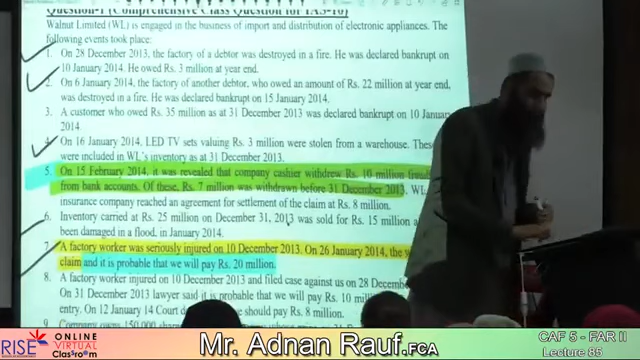 Question-1 (Comprehensive Class Question for IAS-10)
Walnut Limited (WL) is engaged in the business of import and distribution of electronic appliances. The
following events took place:
1. On 28 December 2013, the factory of a debtor was destroyed in a fire. He was declared bankrupt on
10 January 2014. He owed Rs. 3 million at year end.
2. On 6 January 2014, the factory of another debtor, who owed an amount of Rs. 22 million at year end,
was destroyed in a fire. He was declared bankrupt on 15 January 2014.
3. A customer who owed Rs. 35 million as at 31 December 2013 was declared bankrupt on 10 January
2014.
4. On 16 January 2014, LED TV sets valuing Rs. 3 million were stolen from a warehouse. These
were included in WL's inventory as at 31 December 2013.
5. On 15 February 2014, it was revealed that company cashier withdrew Rs. 10 million
from bank accounts. Of these, Rs. 7 million was withdrawn before 31 December 2013. WL
insurance company reached an agreement for settlement of the claim at Rs. 8 million.
6. Inventory carried at Rs. 25 million on December 31, 2013 was sold for Rs. 15 million
damaged in a flood, in January 2014.
7. A factory worker was seriously injured on 10 December 2013. On 26 January 2014, the
claim and it is probable that we will pay Rs. 20 million.
8. A factory worker injured on 10 December 2013 and filed case against us on 28 December
On 31 December 2013 lawyer said it is probable that we will pay Rs. 10
entry. On 12 January 2014 Court should pay Rs. 8 million.
9. Company owns 150,000
RISE
ONLINE
VIRTUAL
Classroom
Mr. Adnan Rauf.FCA
CAF 5 - FAR II
Lecture 85